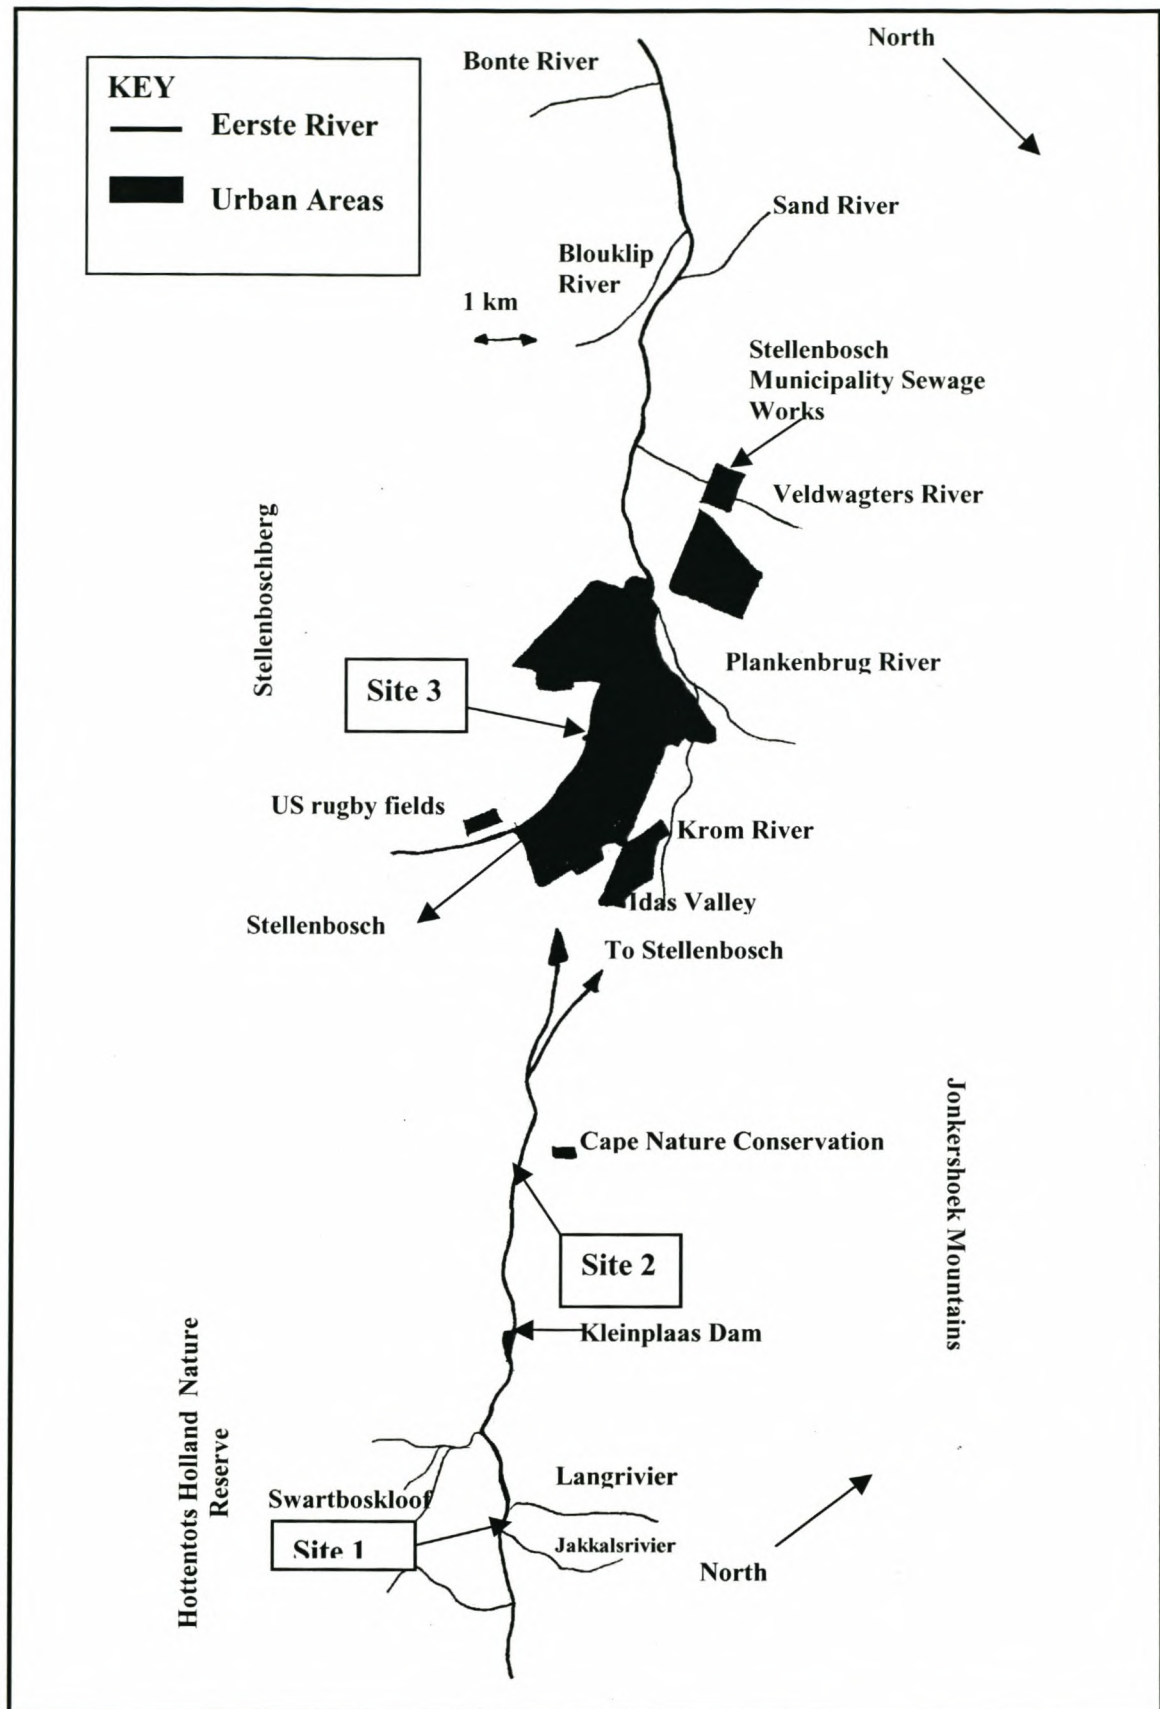 North
Bonte River
KEY
Eerste River
Urban Areas
Sand River
Blouklip
River
1 km
Stellenbosch
Municipality Sewage
Works
Veldwagters River
Stellenboschberg
Plankenbrug River
Site 3
US rugby fields
Krom River
Idas Valley
Stellenbosch
To Stellenbosch
Cape Nature Conservation
Jonkershoek Mountains
Site 2
Kleinplaas Dam
Hottentots Holland Nature
Reserve
Langrivier
Swartboskloof
Site 1
Jakkalsrivier
North